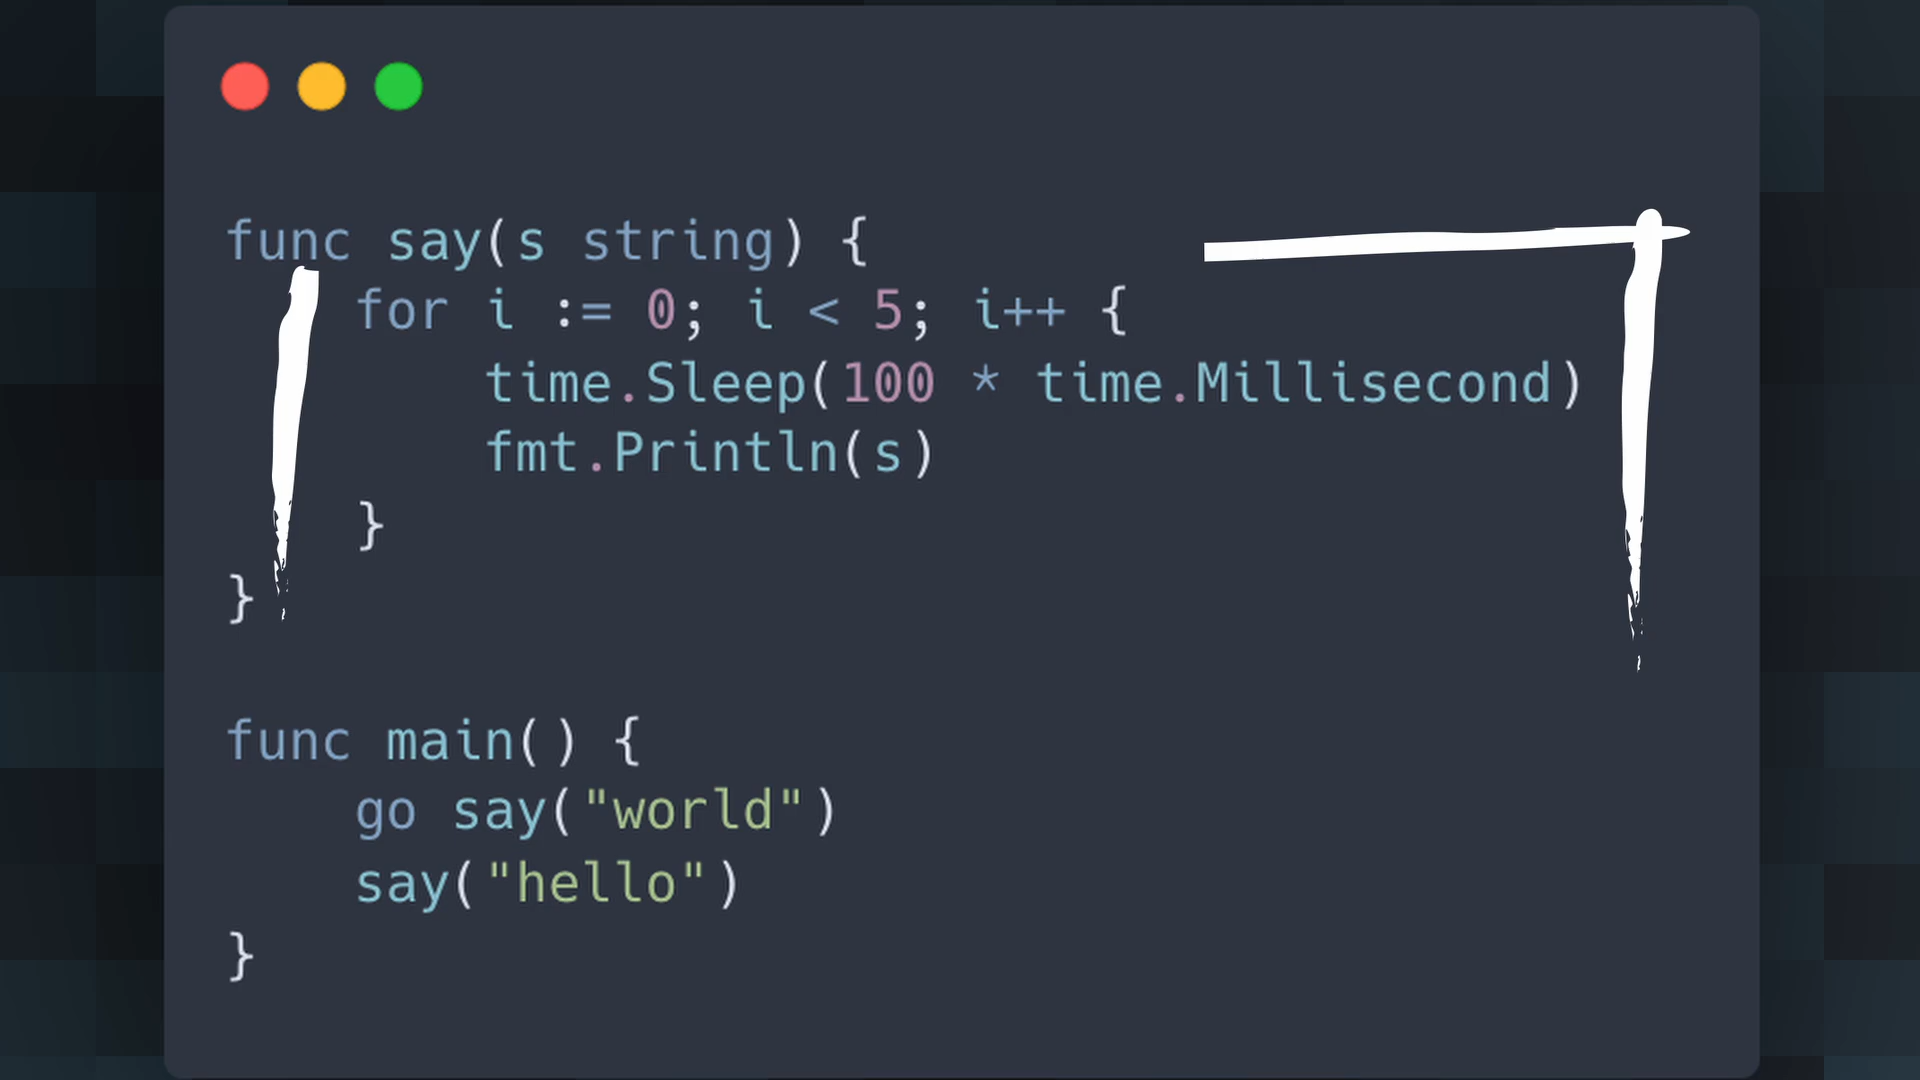 func say(s string) {
    for i := 0; i < 5; i++ {
        time.Sleep(100 * time.Millisecond)
        fmt.Println(s)
    }
}
func main() {
    go say("world")
    say("hello")
}